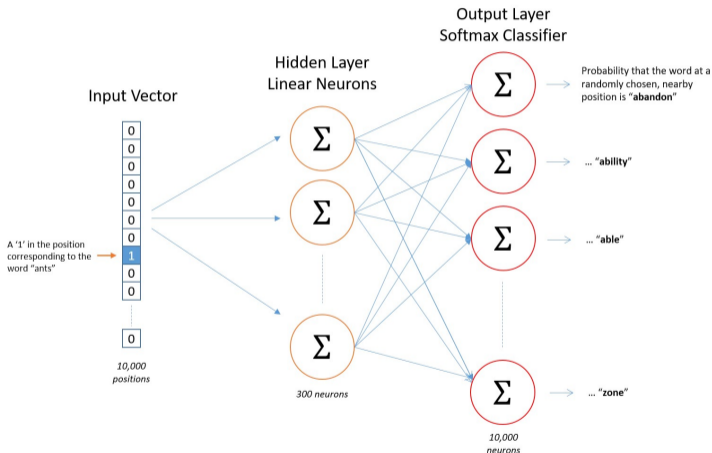 Output Layer
Softmax Classifier
Hidden Layer
Linear Neurons
Input Vector
0
0
0
0
0
0
0
1
0
0
0
A ‘1’ in the position
corresponding to the
word “ants”
10,000
positions
Σ
Σ
Σ
300 neurons
Σ
Σ
Σ
Σ
10,000
neurons
Probability that the word at a
randomly chosen, nearby
position is “abandon”
... “ability”
... “able”
... “zone”